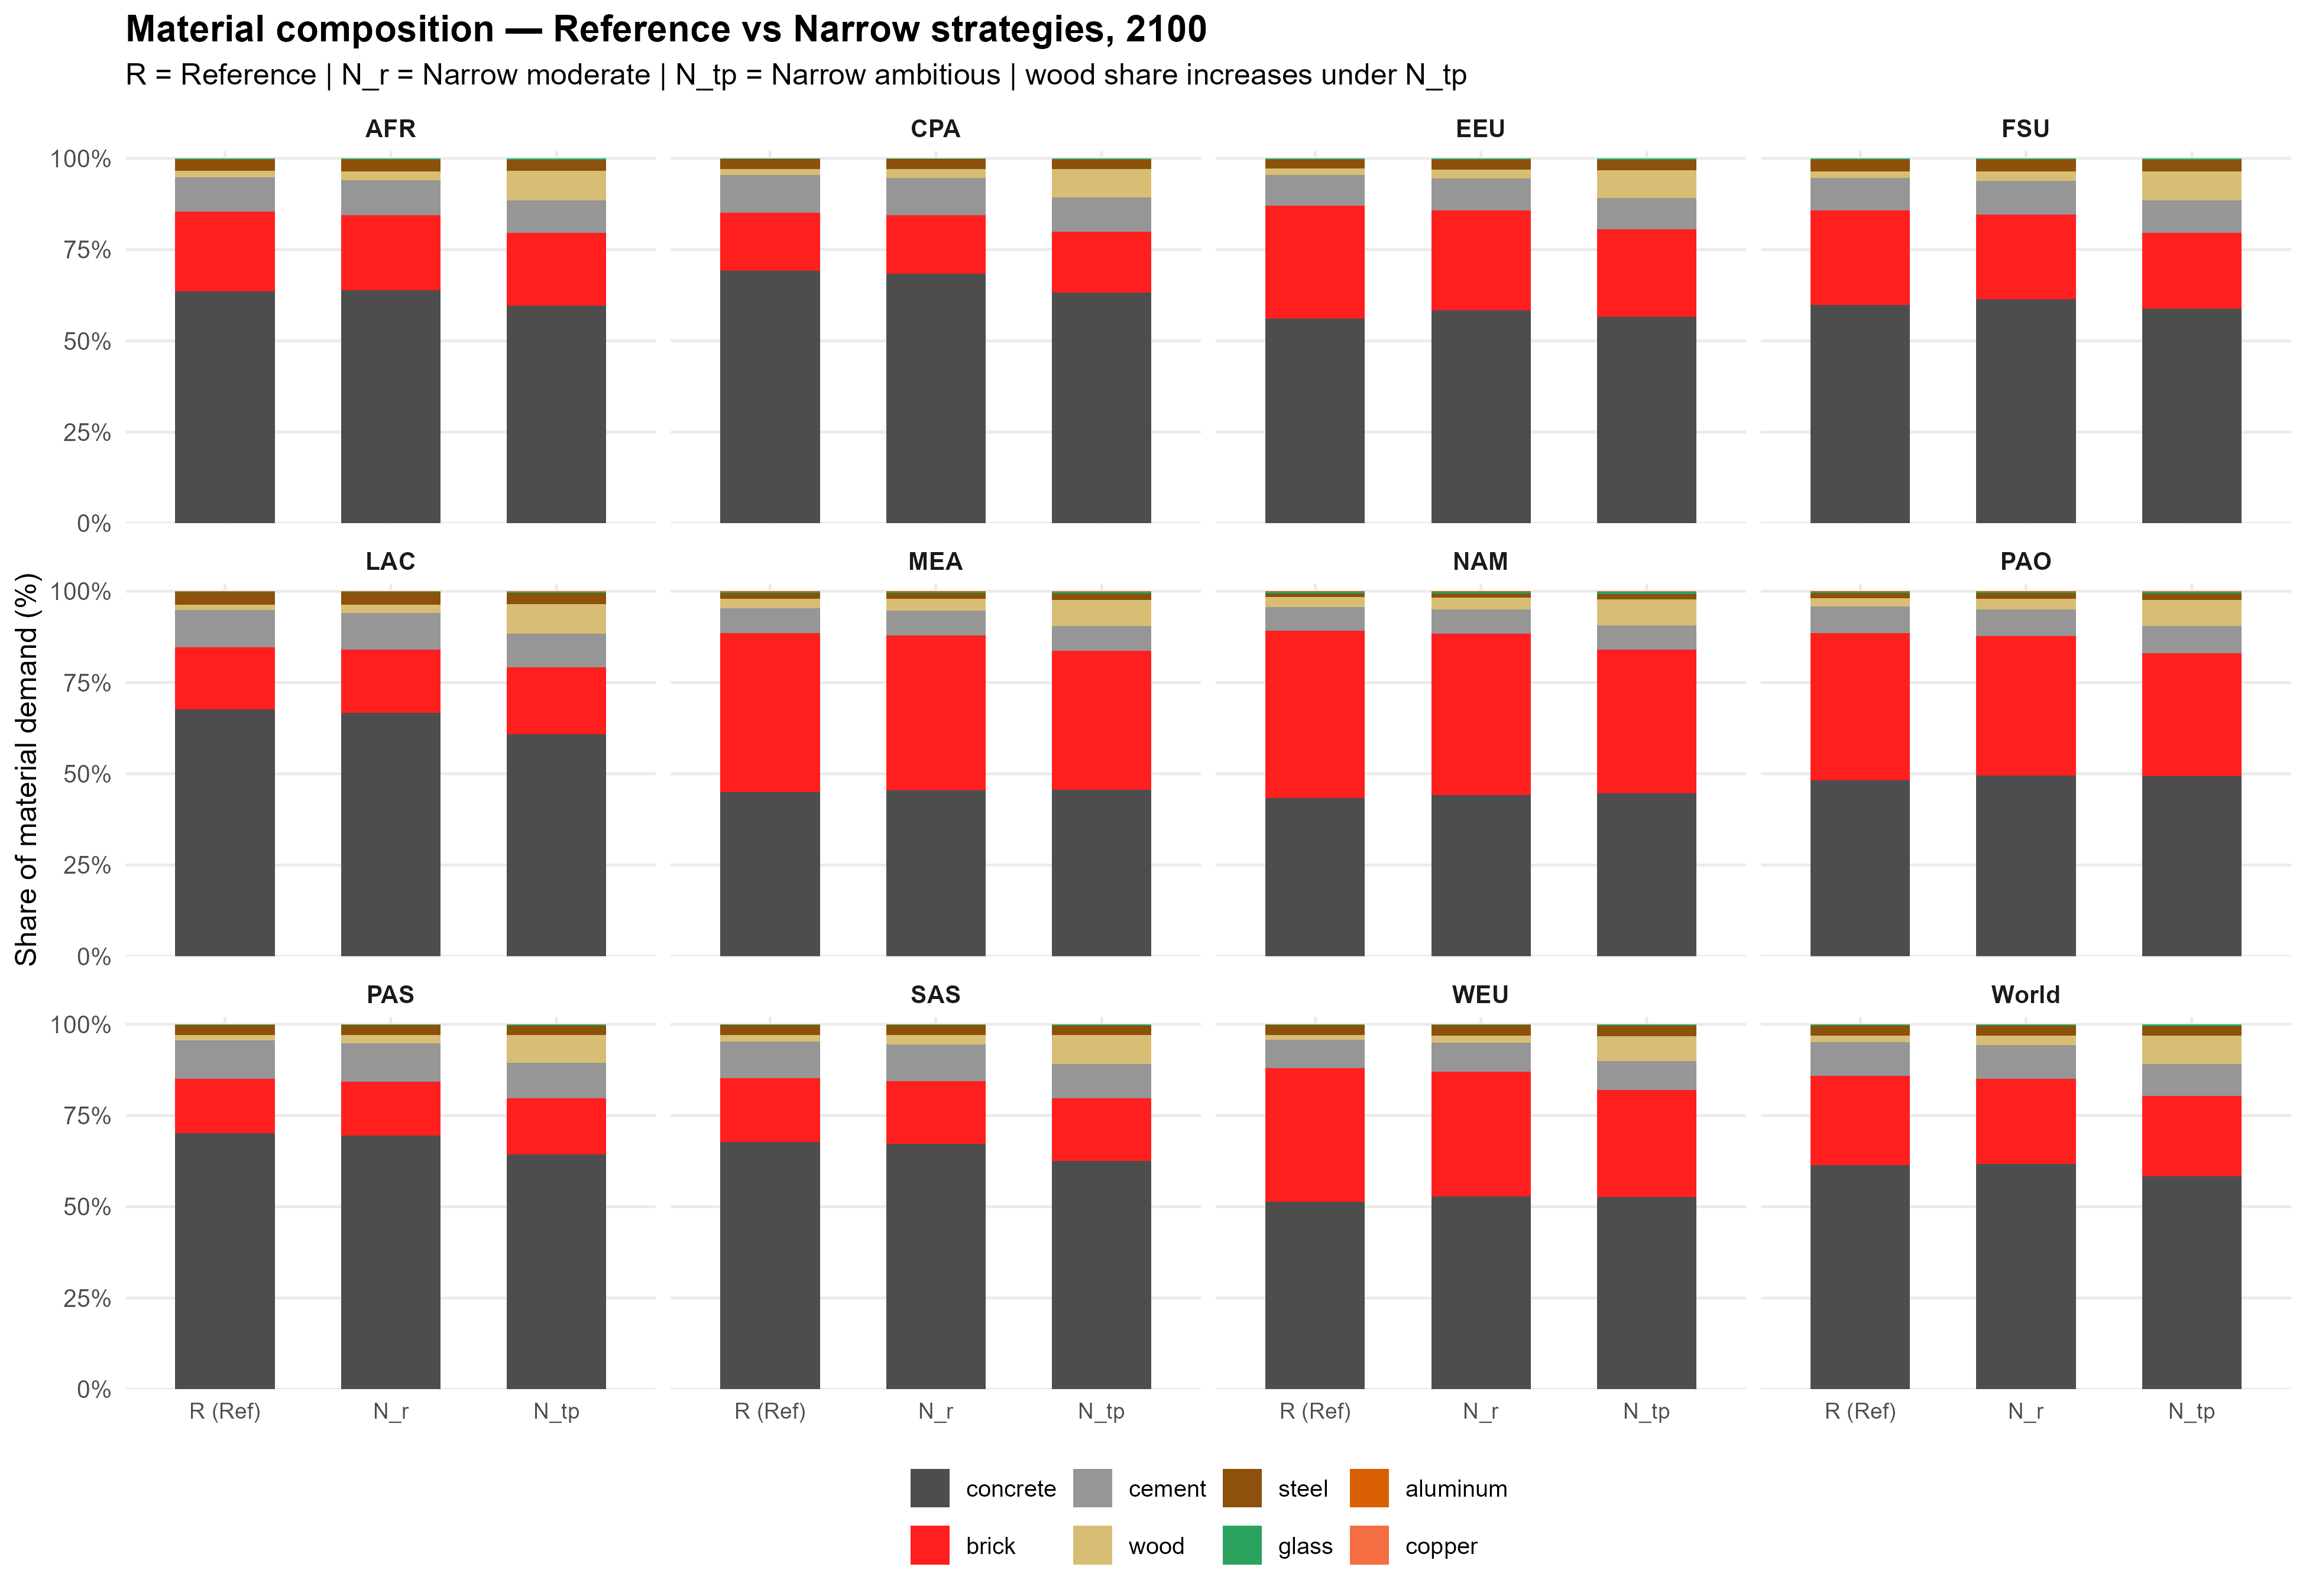 Material composition — Reference vs Narrow strategies, 2100
R = Reference | N_r = Narrow moderate | N_tp = Narrow ambitious | wood share increases under N_tp
Share of material demand (%)
AFR CPA EEU FSU
100%
75%
50%
25%
0%
LAC MEA NAM PAO
100%
75%
50%
25%
0%
PAS SAS WEU World
100%
75%
50%
25%
0%
R (Ref) N_r N_tp R (Ref) N_r N_tp R (Ref) N_r N_tp R (Ref) N_r N_tp
concrete cement steel aluminum
brick wood glass copper